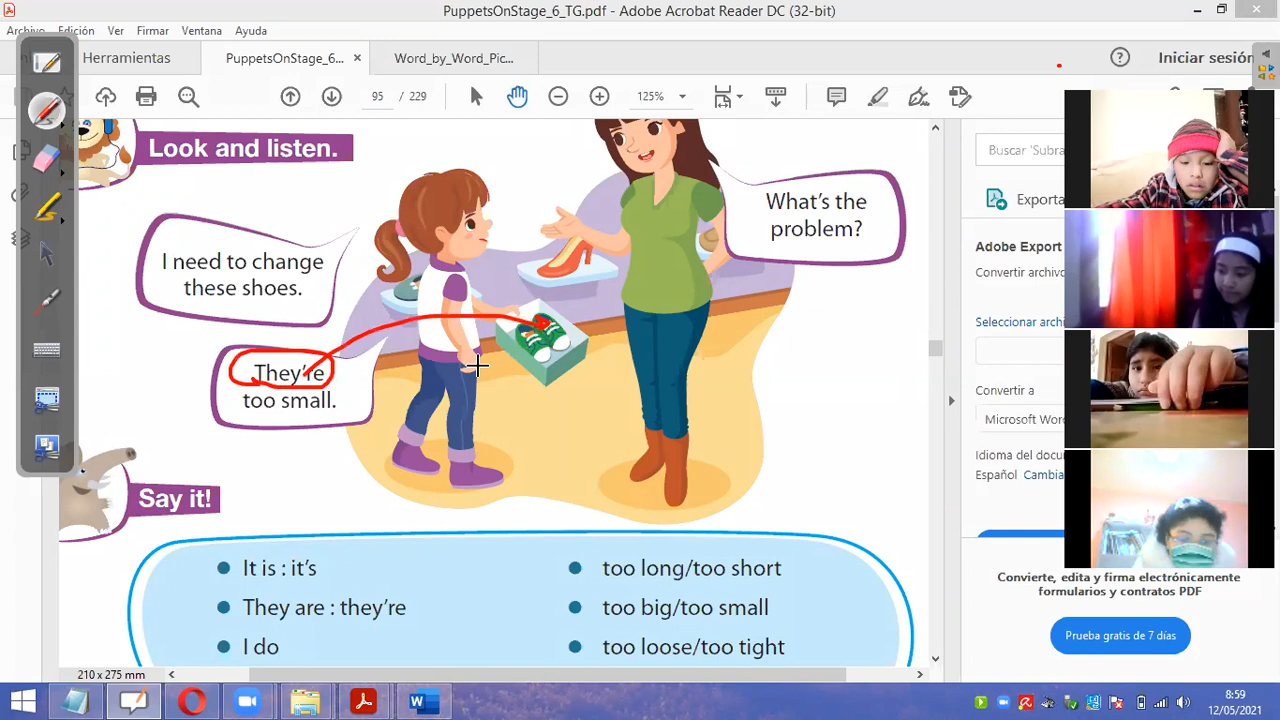 PuppetsOnStage_6_TG.pdf - Adobe Acrobat Reader DC (32-bit)
Archivo Edición Ver Firmar Ventana Ayuda
Herramientas
PuppetsOnStage_6... ×
Word_by_Word_Pic...
Iniciar sesión
95 / 229
125%
Look and listen.
What's the
problem?
I need to change
these shoes.
They're
too small.
Say it!
It is : it's
too long/too short
They are : they're
too big/too small
I do
too loose/too tight
Buscar 'Subra
Exporta
Adobe Export
Convertir archivo
Seleccionar archi
Convertir a
Microsoft Word
Idioma del docu
Español Cambia
Convierte, edita y firma electrónicamente
formularios y contratos PDF
Prueba gratis de 7 días
210 x 275 mm
8:59
12/05/2021